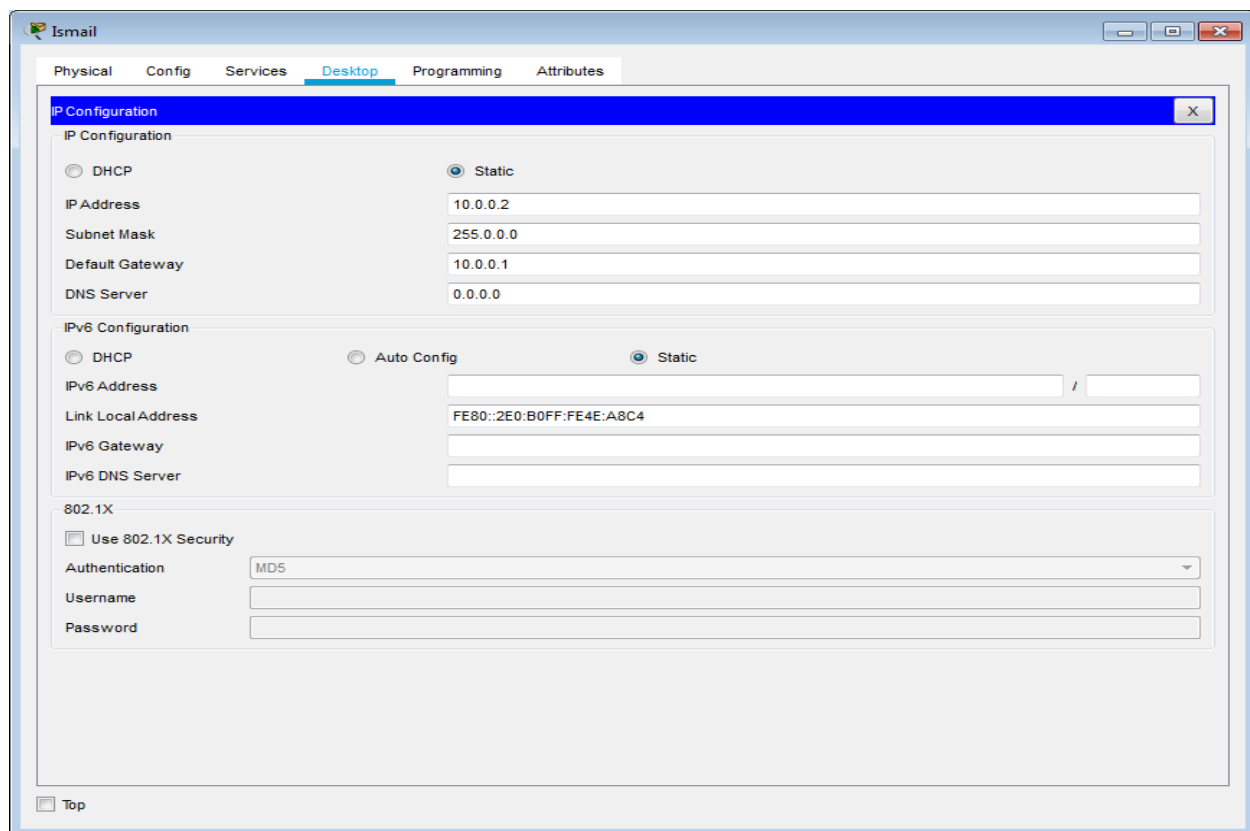 Ismail
Physical Config Services Desktop Programming Attributes
IP Configuration X
IP Configuration
DHCP Static
IP Address 10.0.0.2
Subnet Mask 255.0.0.0
Default Gateway 10.0.0.1
DNS Server 0.0.0.0
IPv6 Configuration
DHCP Auto Config Static
IPv6 Address /
Link Local Address FE80::2E0:B0FF:FE4E:A8C4
IPv6 Gateway
IPv6 DNS Server
802.1X
Use 802.1X Security
Authentication MD5
Username
Password
Top